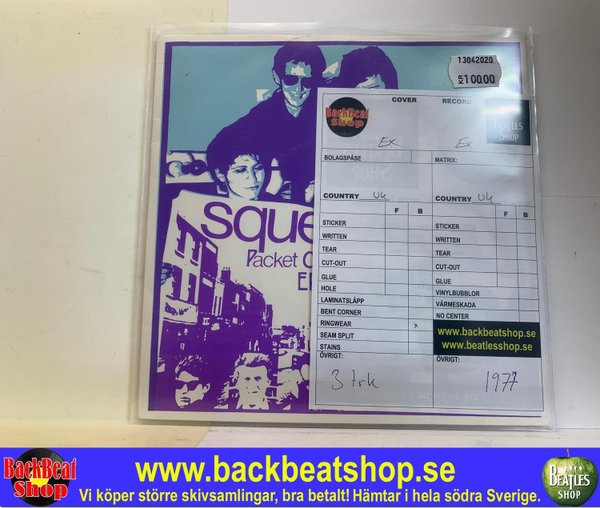 13042020
KR 100.00
BackBeat Shop
COVER
RECORD
BEATLES SHOP
Ex
Ex
BOLAGSPÅSE
MATRIX:
COUNTRY Uk
COUNTRY Uk
F B
F B
STICKER
STICKER
WRITTEN
WRITTEN
TEAR
TEAR
CUT-OUT
CUT-OUT
GLUE
GLUE
HOLE
VINYLBUBBLOR
LAMINATSLÄPP
VÄRMESKADA
BENT CORNER
NO CENTER
RINGWEAR x
SEAM SPLIT
STAINS
www.backbeatshop.se
www.beatlesshop.se
ÖVRIGT:
ÖVRIGT:
3 trk
1977
sque
Packet
BackBeat Shop
www.backbeatshop.se
Vi köper större skivsamlingar, bra betalt! Hämtar i hela södra Sverige.
BEATLES SHOP